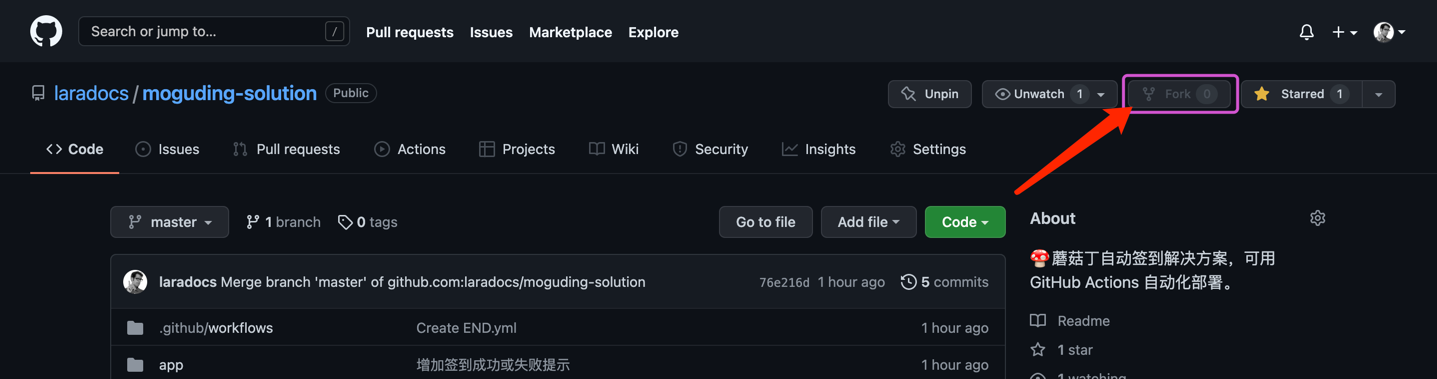 Search or jump to... /
Pull requests Issues Marketplace Explore
laradocs / moguding-solution Public
Unpin Unwatch 1 Fork 0 Starred 1
Code Issues Pull requests Actions Projects Wiki Security Insights Settings
master 1 branch 0 tags Go to file Add file Code
About
laradocs Merge branch 'master' of github.com:laradocs/moguding-solution 76e216d 1 hour ago 5 commits
🍄蘑菇丁自动签到解决方案，可用
GitHub Actions 自动化部署。
.github/workflows Create END.yml 1 hour ago
Readme
1 star
app 增加签到成功或失败提示 1 hour ago
1 watching